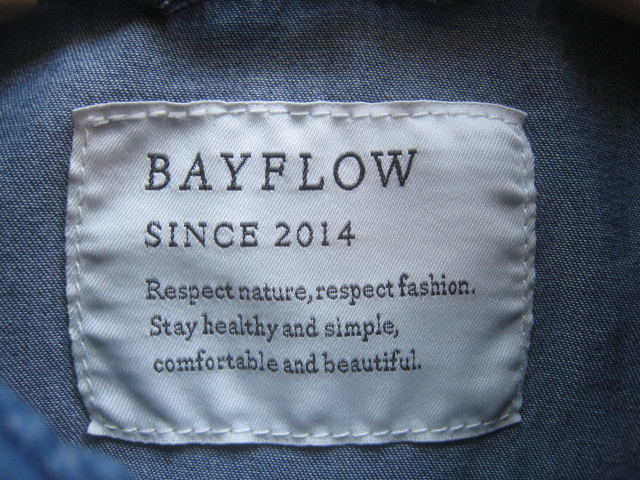 BAYFLOW
SINCE 2014
Respect nature, respect fashion.
Stay healthy and simple,
comfortable and beautiful.